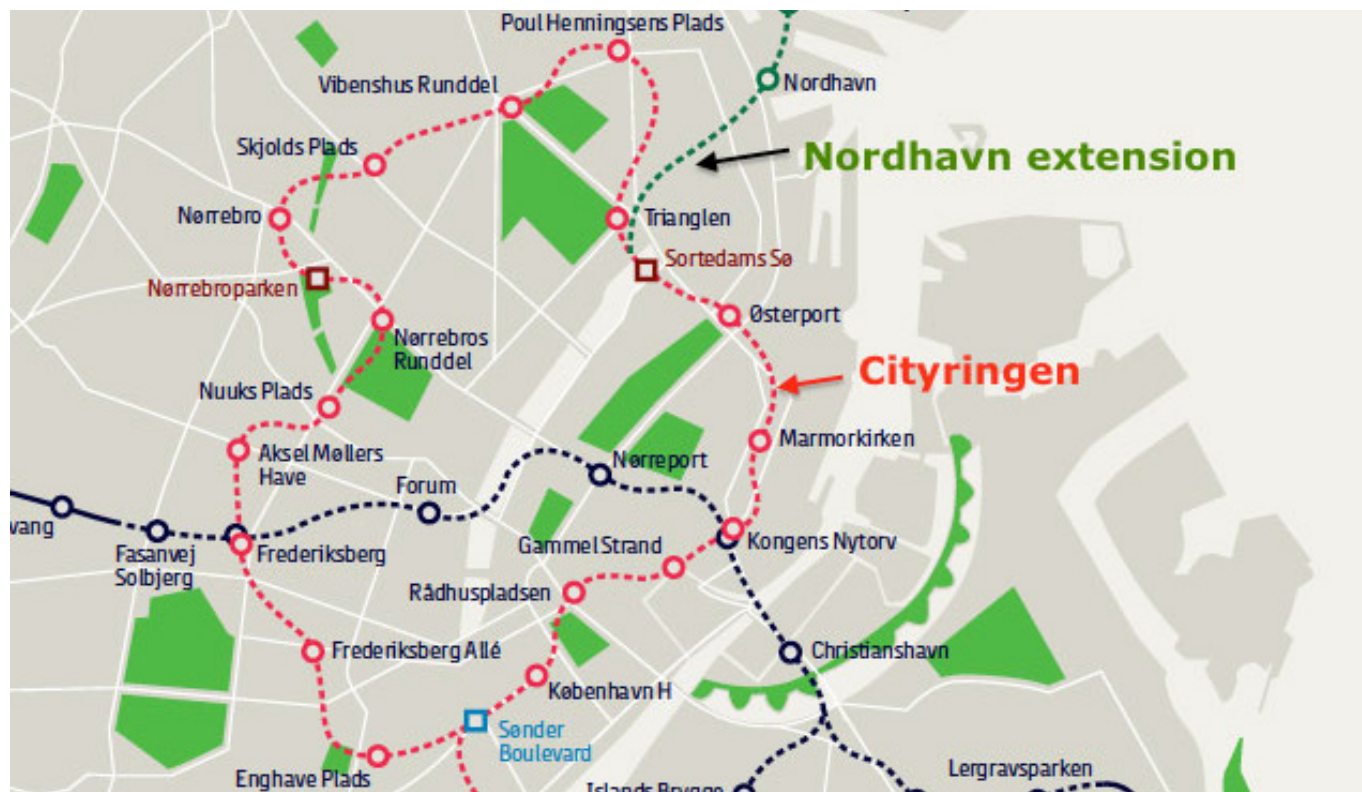 Poul Henningsens Plads
Vibenshus Runddel
Nordhavn
Skjolds Plads
Nordhavn extension
Nørrebro
Trianglen
Sortedams Sø
Nørrebroparken
Østerport
Nørrebros
Runddel
Cityringen
Nuuks Plads
Marmorkirken
Aksel Møllers
Have
Nørreport
Forum
vang
Fasanvej
Solbjerg
Frederiksberg
Gammel Strand
Kongens Nytorv
Rådhuspladsen
Frederiksberg Allé
Christianshavn
København H
Sønder
Boulevard
Enghave Plads
Lergravsparken
Islands Brygge